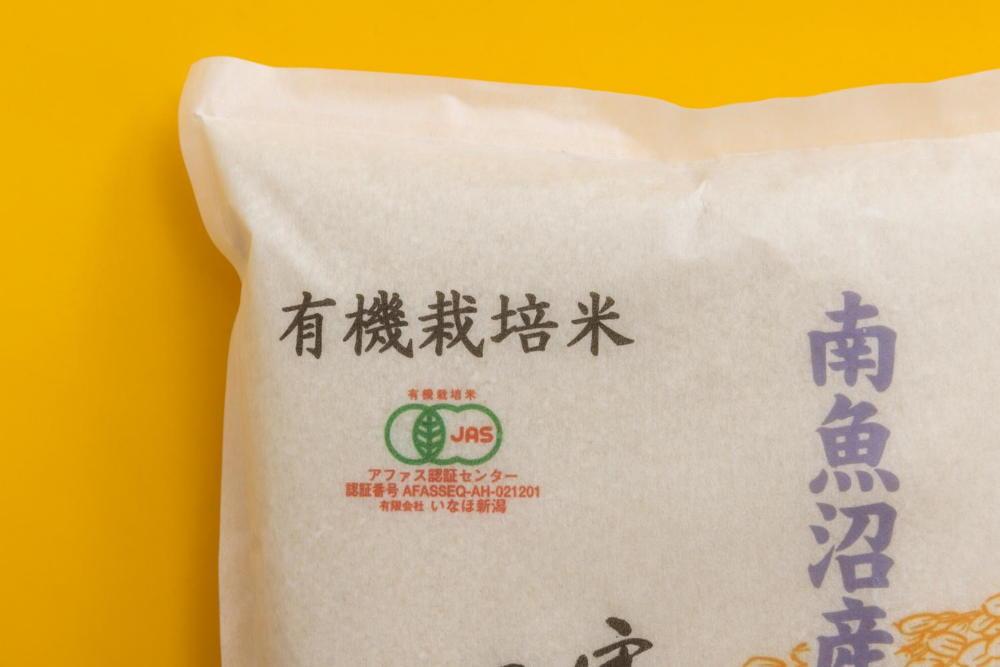 有機栽培米
有機栽培米
JAS
アファス認証センター
認証番号 AFASSEQ-AH-021201
有限会社 いなほ新潟
南魚沼産